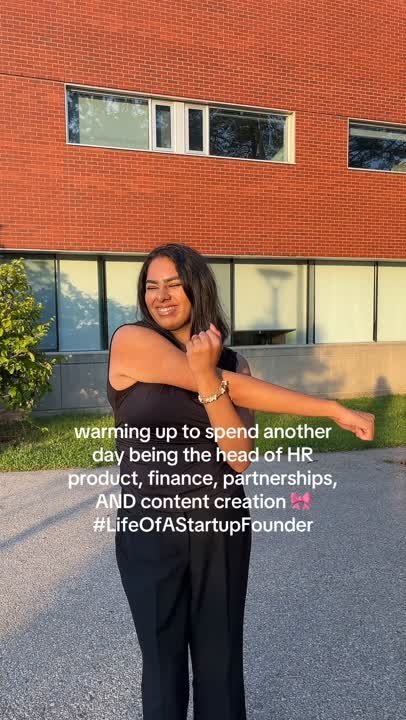 warming up to spend another
day being the head of HR
product, finance, partnerships,
AND content creation 🎀
#LifeOfAStartupFounder